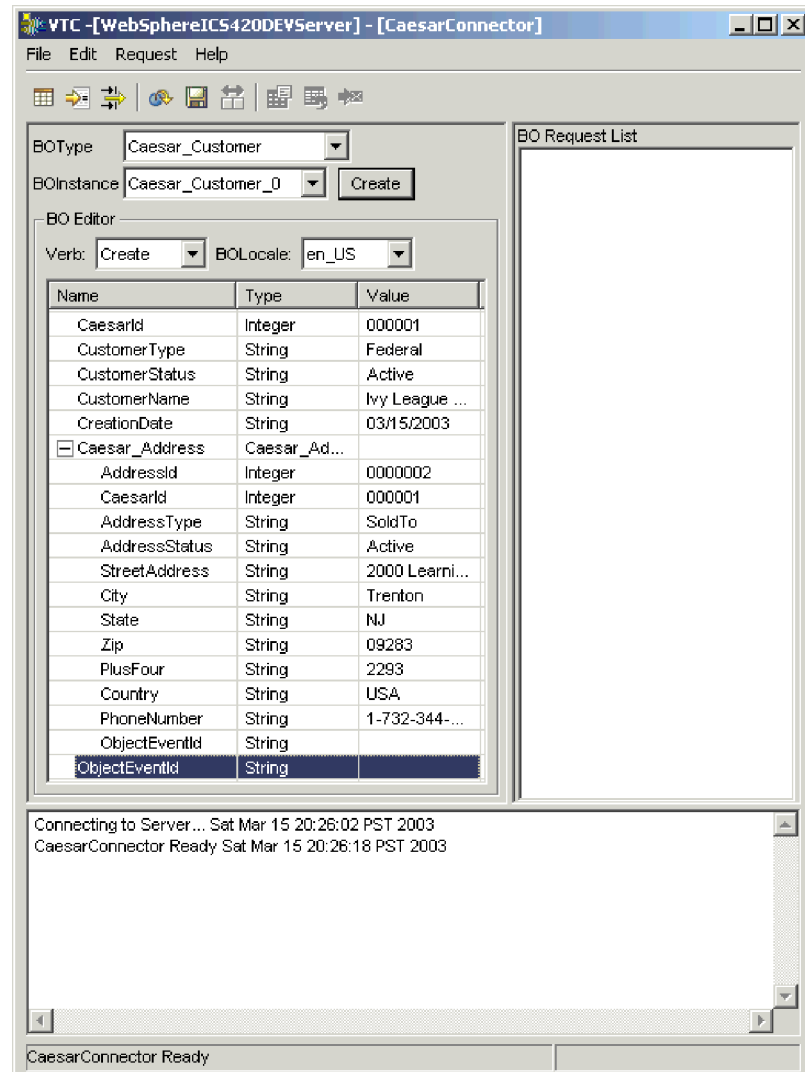 VTC -[WebSphereICS420DEVServer] - [CaesarConnector]
File Edit Request Help
BOType Caesar_Customer
BO Request List
BOInstance Caesar_Customer_0 Create
BO Editor
Verb: Create BOLocale: en_US
Name Type Value
CaesarId Integer 000001
CustomerType String Federal
CustomerStatus String Active
CustomerName String Ivy League ...
CreationDate String 03/15/2003
Caesar_Address Caesar_Ad...
AddressId Integer 0000002
CaesarId Integer 000001
AddressType String SoldTo
AddressStatus String Active
StreetAddress String 2000 Learni...
City String Trenton
State String NJ
Zip String 09283
PlusFour String 2293
Country String USA
PhoneNumber String 1-732-344-...
ObjectEventId String
ObjectEventId String
Connecting to Server... Sat Mar 15 20:26:02 PST 2003
CaesarConnector Ready Sat Mar 15 20:26:18 PST 2003
CaesarConnector Ready